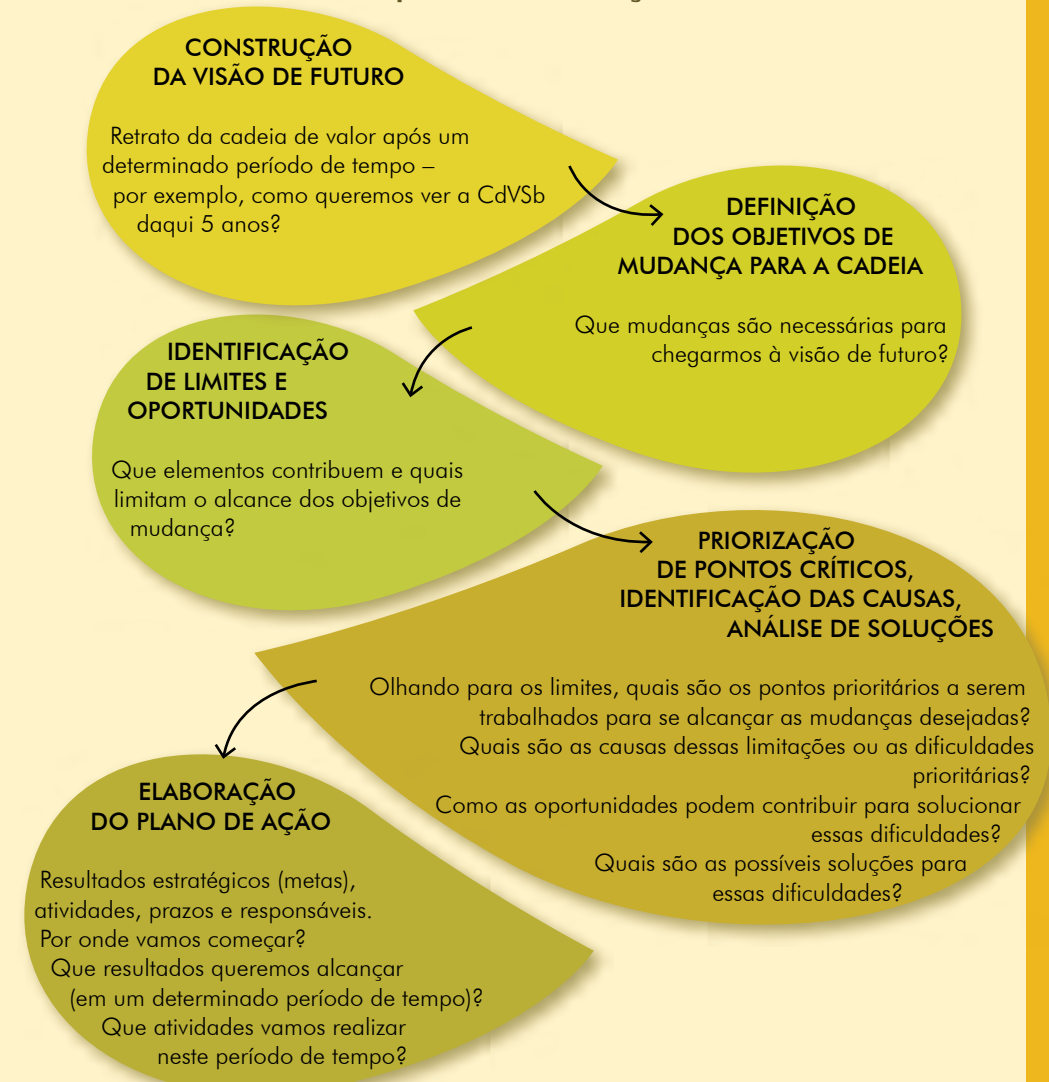 CONSTRUÇÃO
DA VISÃO DE FUTURO
Retrato da cadeia de valor após um
determinado período de tempo –
por exemplo, como queremos ver a CdVSb
daqui 5 anos?
DEFINIÇÃO
DOS OBJETIVOS DE
MUDANÇA PARA A CADEIA
Que mudanças são necessárias para
chegarmos à visão de futuro?
IDENTIFICAÇÃO
DE LIMITES E
OPORTUNIDADES
Que elementos contribuem e quais
limitam o alcance dos objetivos de
mudança?
PRIORIZAÇÃO
DE PONTOS CRÍTICOS,
IDENTIFICAÇÃO DAS CAUSAS,
ANÁLISE DE SOLUÇÕES
Olhando para os limites, quais são os pontos prioritários a serem
trabalhados para se alcançar as mudanças desejadas?
Quais são as causas dessas limitações ou as dificuldades
prioritárias?
Como as oportunidades podem contribuir para solucionar
essas dificuldades?
Quais são as possíveis soluções para
essas dificuldades?
ELABORAÇÃO
DO PLANO DE AÇÃO
Resultados estratégicos (metas),
atividades, prazos e responsáveis.
Por onde vamos começar?
Que resultados queremos alcançar
(em um determinado período de tempo)?
Que atividades vamos realizar
neste período de tempo?